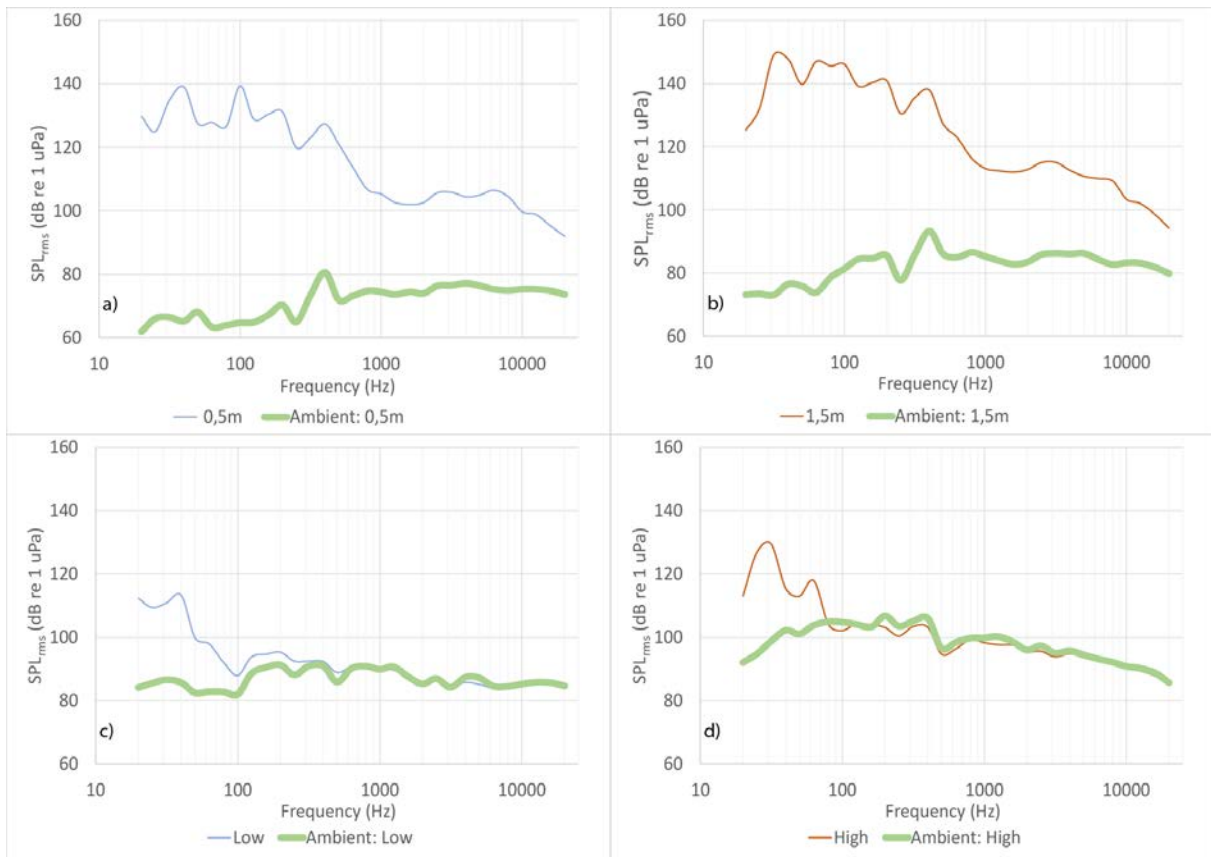 160
140
120
100
80
60
SPLrms (dB re 1 uPa)
a)
10 100 1000 10000
Frequency (Hz)
0,5m Ambient: 0,5m
160
140
120
100
80
60
SPLrms (dB re 1 uPa)
b)
10 100 1000 10000
Frequency (Hz)
1,5m Ambient: 1,5m
160
140
120
100
80
60
SPLrms (dB re 1 uPa)
c)
10 100 1000 10000
Frequency (Hz)
Low Ambient: Low
160
140
120
100
80
60
SPLrms (dB re 1 uPa)
d)
10 100 1000 10000
Frequency (Hz)
High Ambient: High